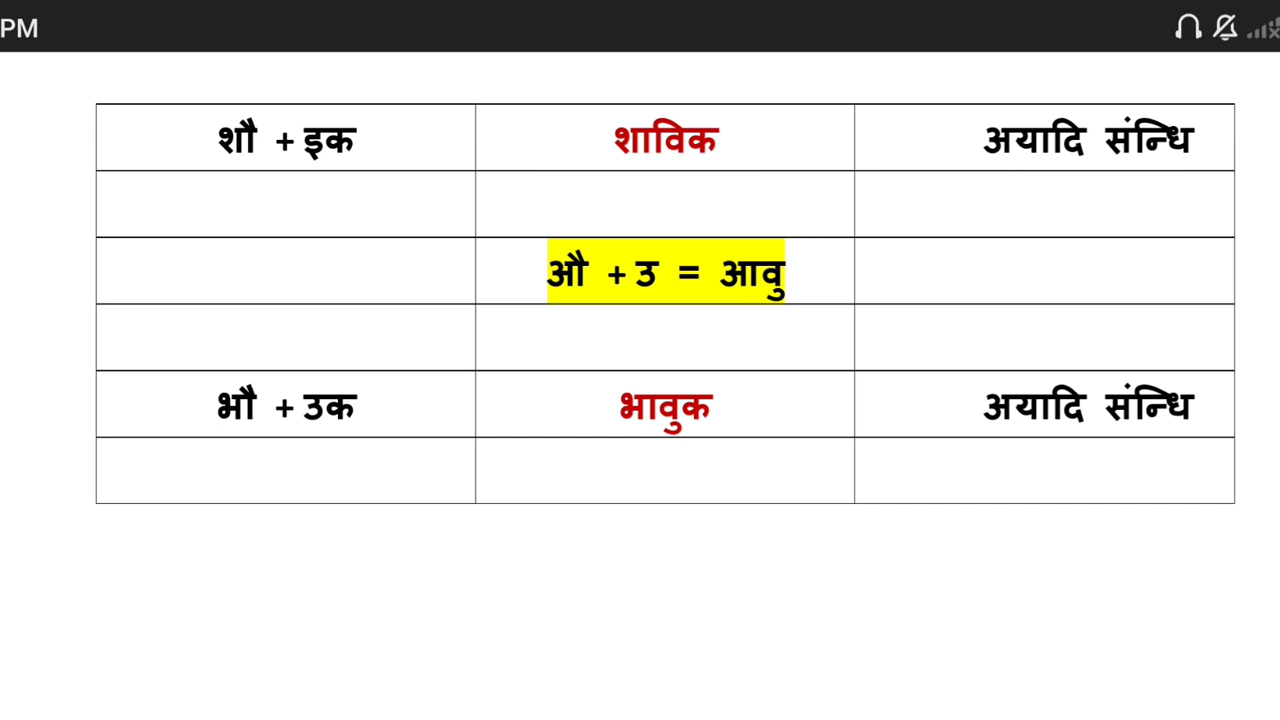 PM
शौ + इक शाविक अयादि संन्धि
औ + उ = आवु
भौ + उक भावुक अयादि संन्धि